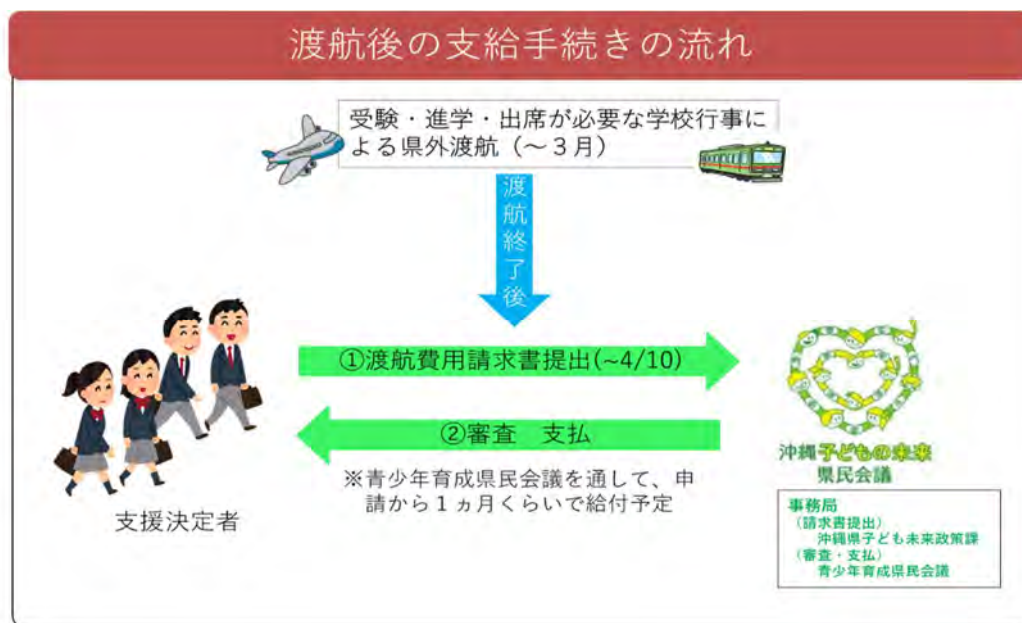 渡航後の支給手続きの流れ
受験・進学・出席が必要な学校行事に
よる県外渡航（～３月）
渡航終了後
①渡航費用請求書提出(~4/10)
②審査　支払
※青少年育成県民会議を通して、申
請から１ヵ月くらいで給付予定
支援決定者
沖縄子どもの未来
県民会議
事務局
（請求書提出）
沖縄県子ども未来政策課
（審査・支払）
青少年育成県民会議